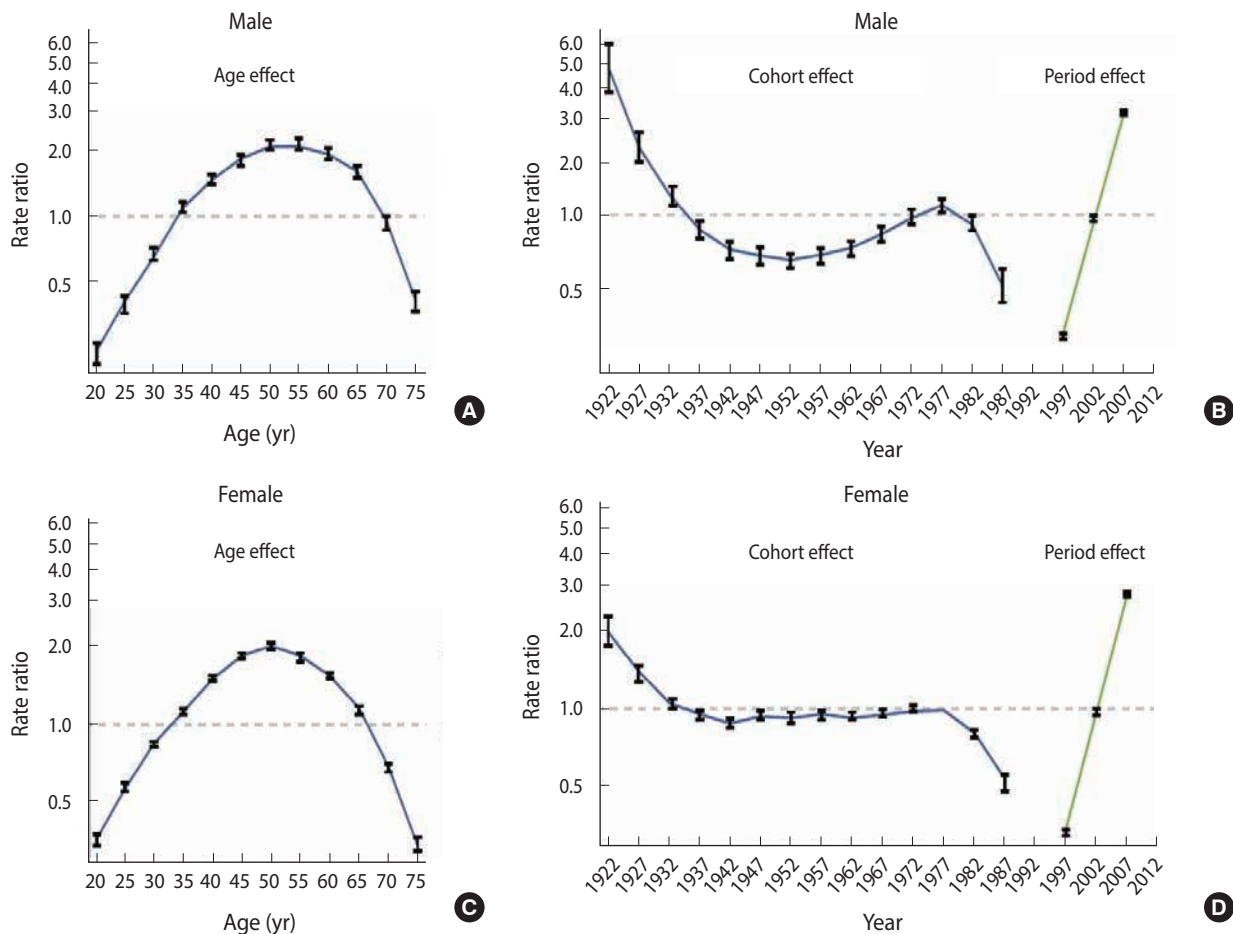 Male
Age effect
Rate ratio
6.0
5.0
4.0
3.0
2.0
1.0
0.5
20 25 30 35 40 45 50 55 60 65 70 75
Age (yr)
A
Male
Cohort effect
Period effect
Rate ratio
6.0
5.0
4.0
3.0
2.0
1.0
0.5
1922 1927 1932 1937 1942 1947 1952 1957 1962 1967 1972 1977 1982 1987 1992 1997 2002 2007 2012
Year
B
Female
Age effect
Rate ratio
6.0
5.0
4.0
3.0
2.0
1.0
0.5
20 25 30 35 40 45 50 55 60 65 70 75
Age (yr)
C
Female
Cohort effect
Period effect
Rate ratio
6.0
5.0
4.0
3.0
2.0
1.0
0.5
1922 1927 1932 1937 1942 1947 1952 1957 1962 1967 1972 1977 1982 1987 1992 1997 2002 2007 2012
Year
D